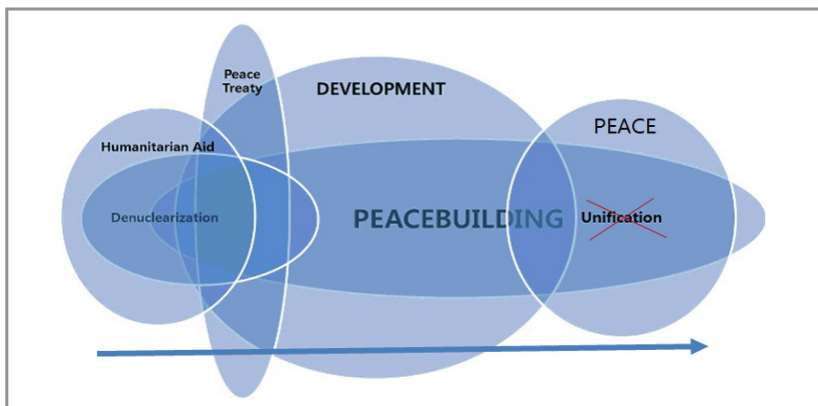 Peace
Treaty
DEVELOPMENT
PEACE
Humanitarian Aid
Denuclearization
PEACEBUILDING
Unification